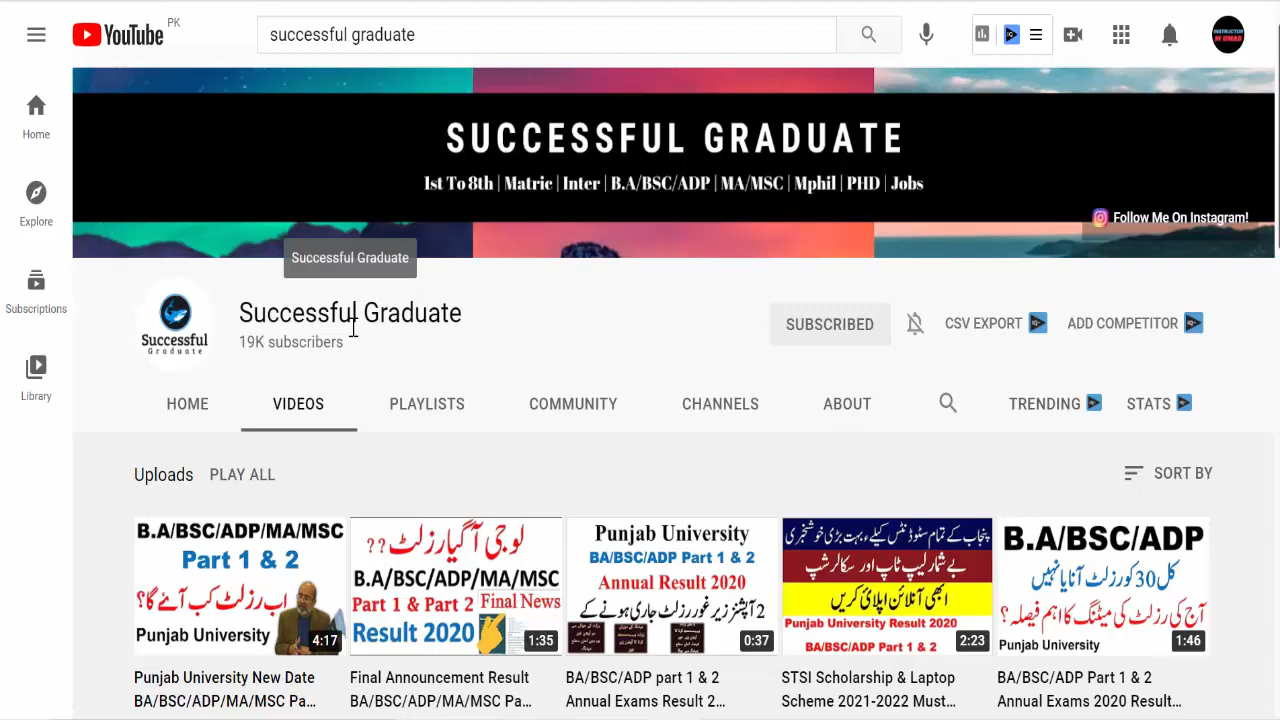 YouTube PK
successful graduate
SUCCESSFUL GRADUATE
1st To 8th | Matric | Inter | B.A/BSC/ADP | MA/MSC | Mphil | PHD | Jobs
Follow Me On Instagram!
Home
Explore
Subscriptions
Library
Successful Graduate
Successful
Graduate
Successful Graduate
19K subscribers
SUBSCRIBED
CSV EXPORT
ADD COMPETITOR
HOME
VIDEOS
PLAYLISTS
COMMUNITY
CHANNELS
ABOUT
TRENDING
STATS
Uploads
PLAY ALL
SORT BY
B.A/BSC/ADP/MA/MSC
Part 1 & 2
اب رزلٹ کب آئے گا؟
Punjab University
4:17
Punjab University New Date
BA/BSC/ADP/MA/MSC Pa...
لو جی آ گیا رزلٹ ??
B.A/BSC/ADP/MA/MSC
Part 1 & Part 2
Final News
Result 2020
1:35
Final Announcement Result
BA/BSC/ADP/MA/MSC Pa...
Punjab University
BA/BSC/ADP Part 1 & 2
Annual Result 2020
2 آپشنز پر غور رزلٹ جاری ہونے کے
0:37
BA/BSC/ADP part 1 & 2
Annual Exams Result 2...
پنجاب کے تمام سٹوڈنٹس کیلئے بہت بڑی خوشخبری
بے شمار لیپ ٹاپ اور سکالرشپ
ابھی آنلائن اپلائی کریں
Punjab University Result 2020
BA/BSC/ADP Part 1 & 2
2:23
STSI Scholarship & Laptop
Scheme 2021-2022 Must...
B.A/BSC/ADP
کل 30 کو رزلٹ آنا یا نہیں
آج کی رزلٹ کی میٹنگ کا اہم فیصلہ؟
Punjab University
1:46
BA/BSC/ADP Part 1 & 2
Annual Exams 2020 Result...